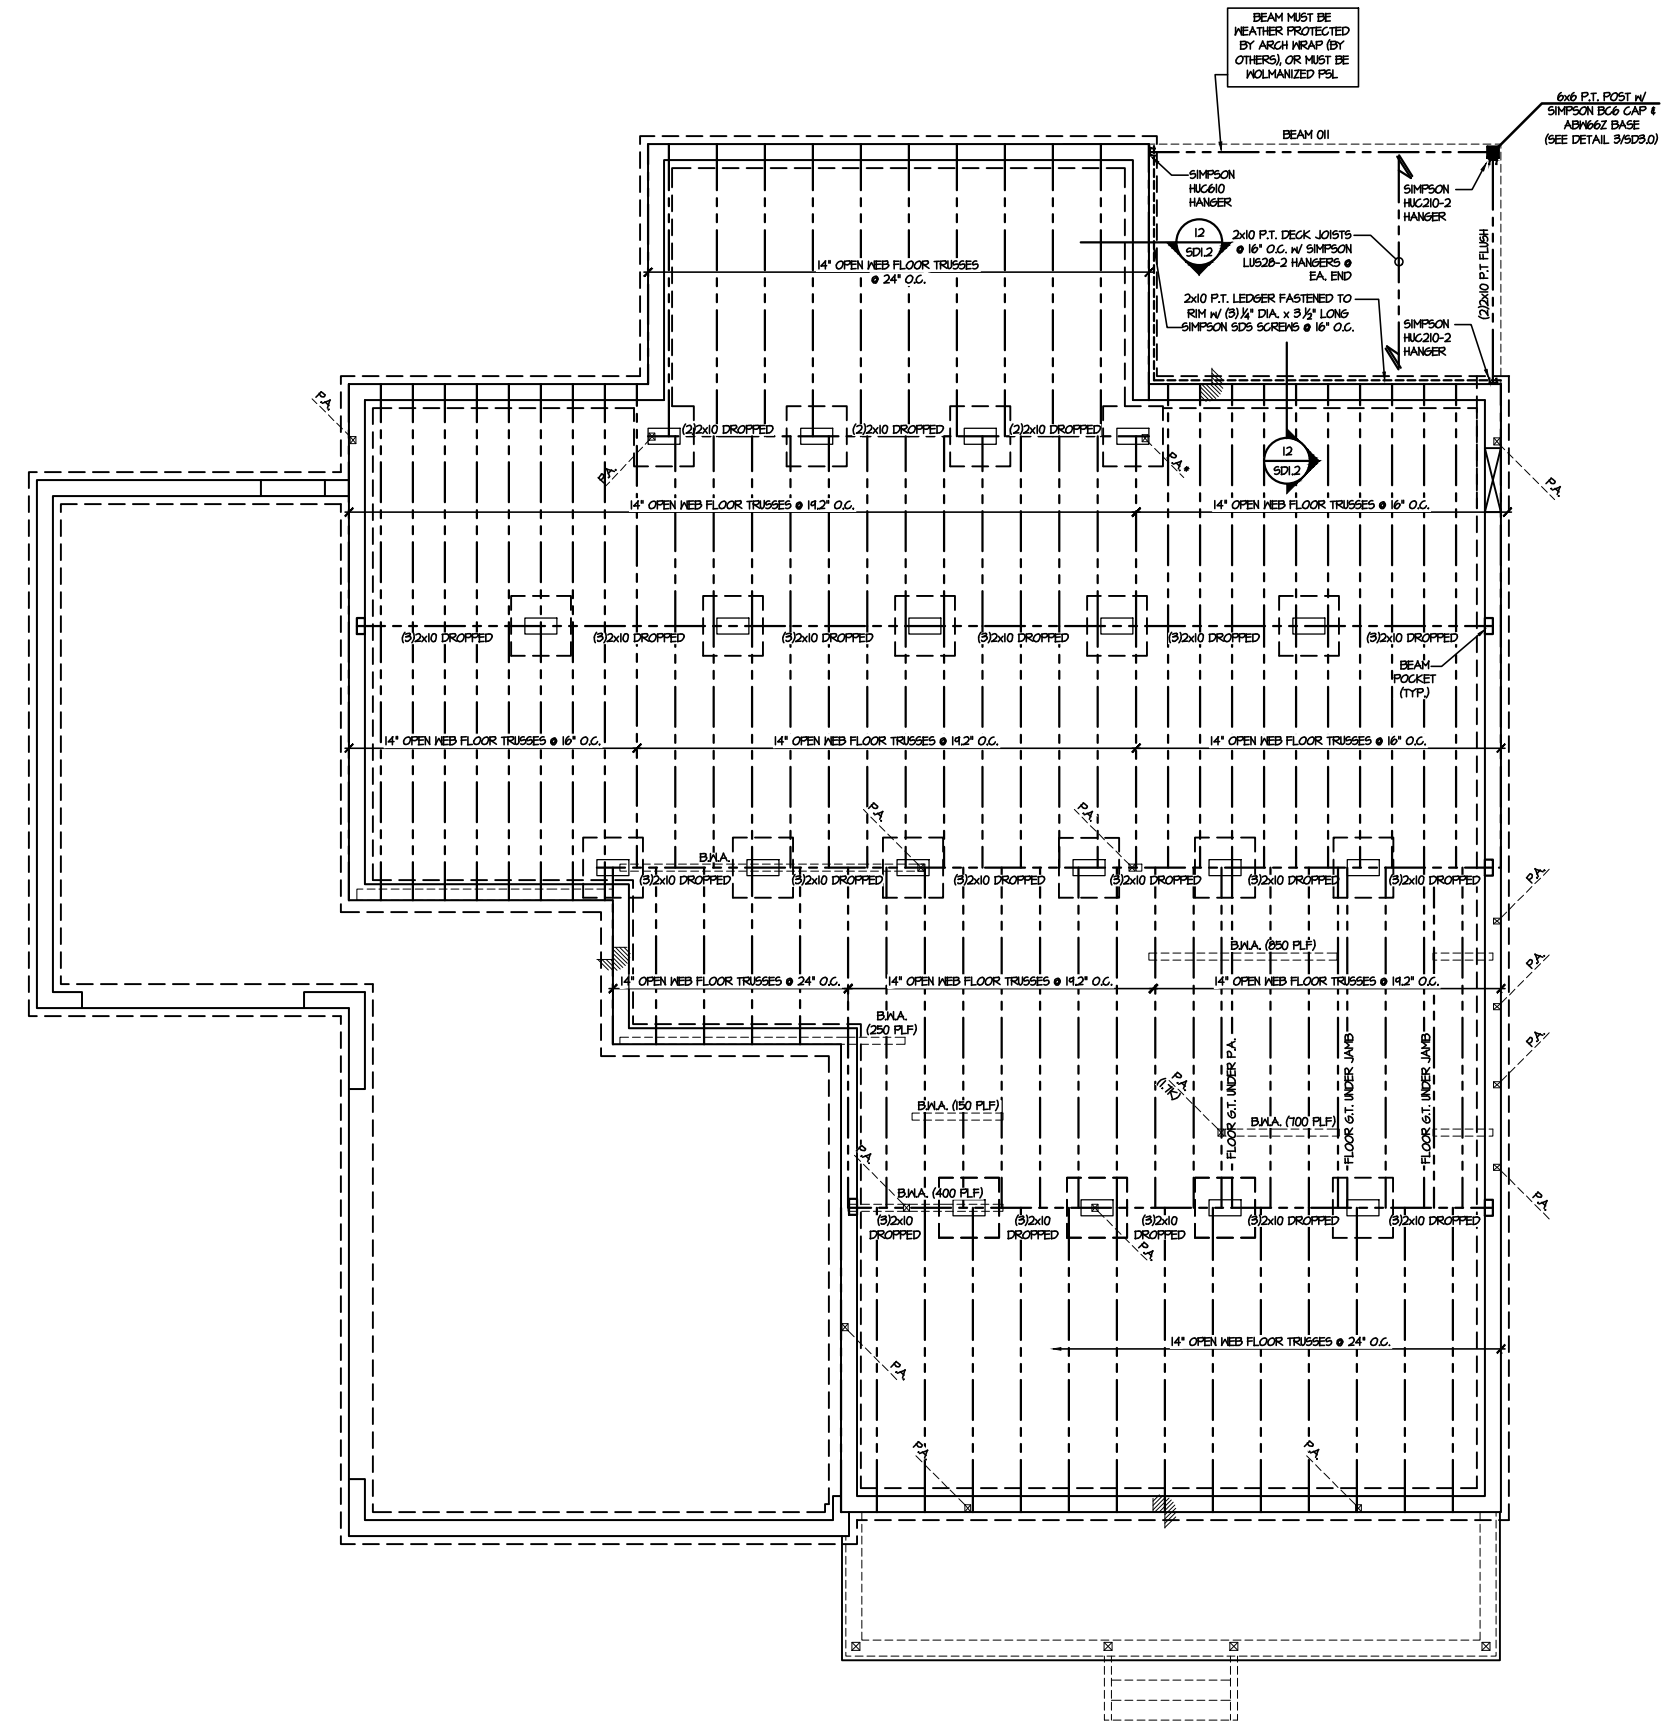 BEAM MUST BE
WEATHER PROTECTED
BY ARCH WRAP (BY
OTHERS), OR MUST BE
WOLMANIZED PSL
6x6 P.T. POST W/
SIMPSON BC6 CAP &
ABW66Z BASE
(SEE DETAIL 3/SD3.0)
BEAM 011
SIMPSON
HUC610
HANGER
SIMPSON
HUC210-2
HANGER
12
SD1.2
2x10 P.T. DECK JOISTS
@ 16" O.C. W/ SIMPSON
LUS28-2 HANGERS @
EA. END
(2)2x10 P.T FLUSH
14" OPEN WEB FLOOR TRUSSES
@ 24" O.C.
2x10 P.T. LEDGER FASTENED TO
RIM W/ (3) 1/4" DIA. x 3 1/2" LONG
SIMPSON SDS SCREWS @ 16" O.C.
SIMPSON
HUC210-2
HANGER
P.A.
(2)2x10 DROPPED
(2)2x10 DROPPED
(2)2x10 DROPPED
P.A.
P.A.*
12
SD1.2
P.A.
14" OPEN WEB FLOOR TRUSSES @ 19.2" O.C.
14" OPEN WEB FLOOR TRUSSES @ 16" O.C.
(3)2x10 DROPPED
(3)2x10 DROPPED
(3)2x10 DROPPED
(3)2x10 DROPPED
(3)2x10 DROPPED
(3)2x10 DROPPED
BEAM
POCKET
(TYP.)
14" OPEN WEB FLOOR TRUSSES @ 16" O.C.
14" OPEN WEB FLOOR TRUSSES @ 19.2" O.C.
14" OPEN WEB FLOOR TRUSSES @ 16" O.C.
P.A.
P.A.
B.W.A.
(3)2x10 DROPPED
(3)2x10 DROPPED
(3)2x10 DROPPED
(3)2x10 DROPPED
(3)2x10 DROPPED
(3)2x10 DROPPED
P.A.
B.W.A. (850 PLF)
P.A.
14" OPEN WEB FLOOR TRUSSES @ 24" O.C.
14" OPEN WEB FLOOR TRUSSES @ 19.2" O.C.
14" OPEN WEB FLOOR TRUSSES @ 19.2" O.C.
B.W.A.
(250 PLF)
P.A.
FLOOR G.T. UNDER P.A.
FLOOR G.T. UNDER JAMB
FLOOR G.T. UNDER JAMB
P.A.
(1.7K)
B.W.A. (150 PLF)
B.W.A. (700 PLF)
P.A.
B.W.A. (400 PLF)
P.A.
(3)2x10
DROPPED
(3)2x10
DROPPED
(3)2x10
DROPPED
(3)2x10 DROPPED
(3)2x10 DROPPED
P.A.
14" OPEN WEB FLOOR TRUSSES @ 24" O.C.
P.A.
P.A.
P.A.